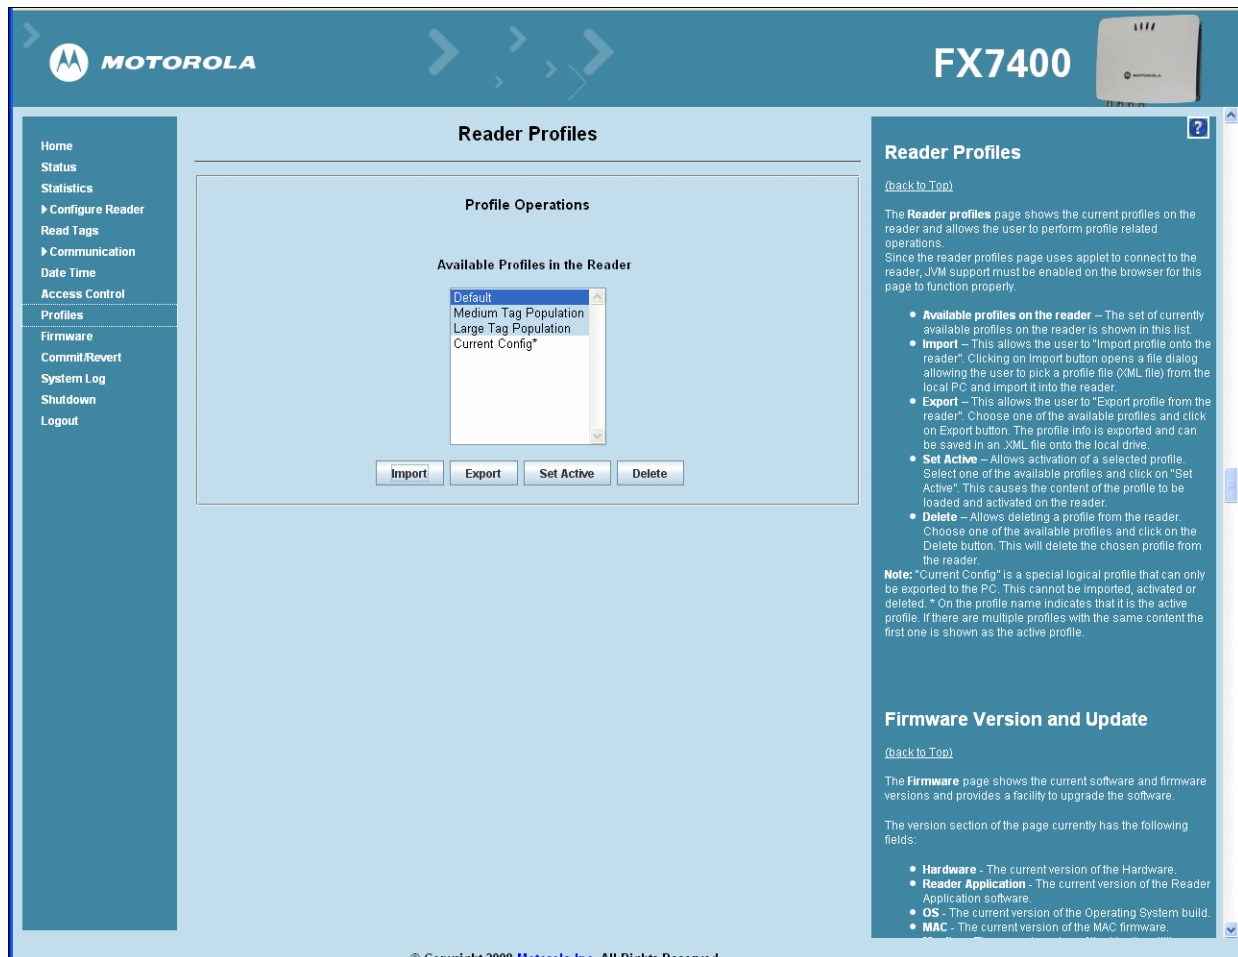 MOTOROLA
FX7400
MOTOROLA
Home
Status
Statistics
Configure Reader
Read Tags
Communication
Date Time
Access Control
Profiles
Firmware
Commit/Revert
System Log
Shutdown
Logout
Reader Profiles
Profile Operations
Available Profiles in the Reader
Default
Medium Tag Population
Large Tag Population
Current Config*
Import
Export
Set Active
Delete
?
Reader Profiles
(back to Top)
The Reader profiles page shows the current profiles on the
reader and allows the user to perform profile related
operations.
Since the reader profiles page uses applet to connect to the
reader, JVM support must be enabled on the browser for this
page to function properly.
Available profiles on the reader – The set of currently
available profiles on the reader is shown in this list.
Import – This allows the user to "Import profile onto the
reader". Clicking on Import button opens a file dialog
allowing the user to pick a profile file (XML file) from the
local PC and import it into the reader.
Export – This allows the user to "Export profile from the
reader". Choose one of the available profiles and click
on Export button. The profile info is exported and can
be saved in an .XML file onto the local drive.
Set Active – Allows activation of a selected profile.
Select one of the available profiles and click on "Set
Active". This causes the content of the profile to be
loaded and activated on the reader.
Delete – Allows deleting a profile from the reader.
Choose one of the available profiles and click on the
Delete button. This will delete the chosen profile from
the reader.
Note: "Current Config" is a special logical profile that can only
be exported to the PC. This cannot be imported, activated or
deleted. * On the profile name indicates that it is the active
profile. If there are multiple profiles with the same content the
first one is shown as the active profile.
Firmware Version and Update
(back to Top)
The Firmware page shows the current software and firmware
versions and provides a facility to upgrade the software.
The version section of the page currently has the following
fields:
Hardware - The current version of the Hardware.
Reader Application - The current version of the Reader
Application software.
OS - The current version of the Operating System build.
MAC - The current version of the MAC firmware.
© Copyright 2008 Motorola Inc. All Rights Reserved